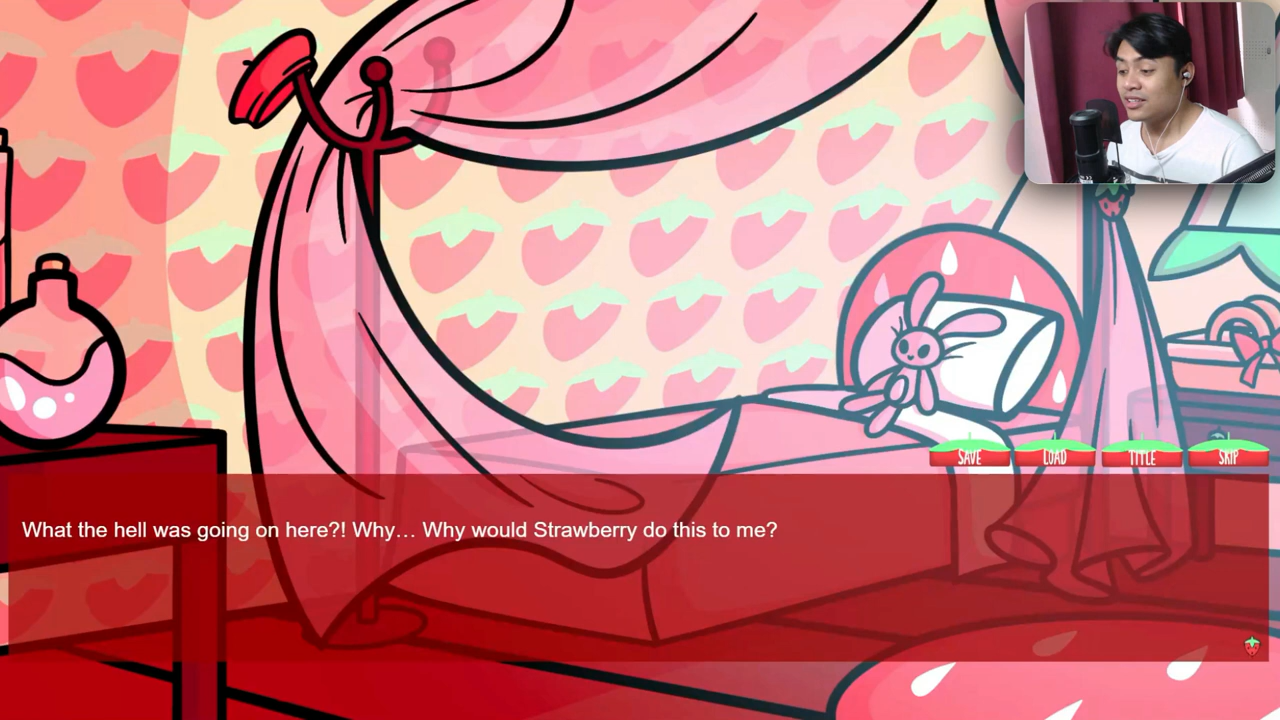 SAVE LOAD TITLE SKIP
What the hell was going on here?! Why… Why would Strawberry do this to me?